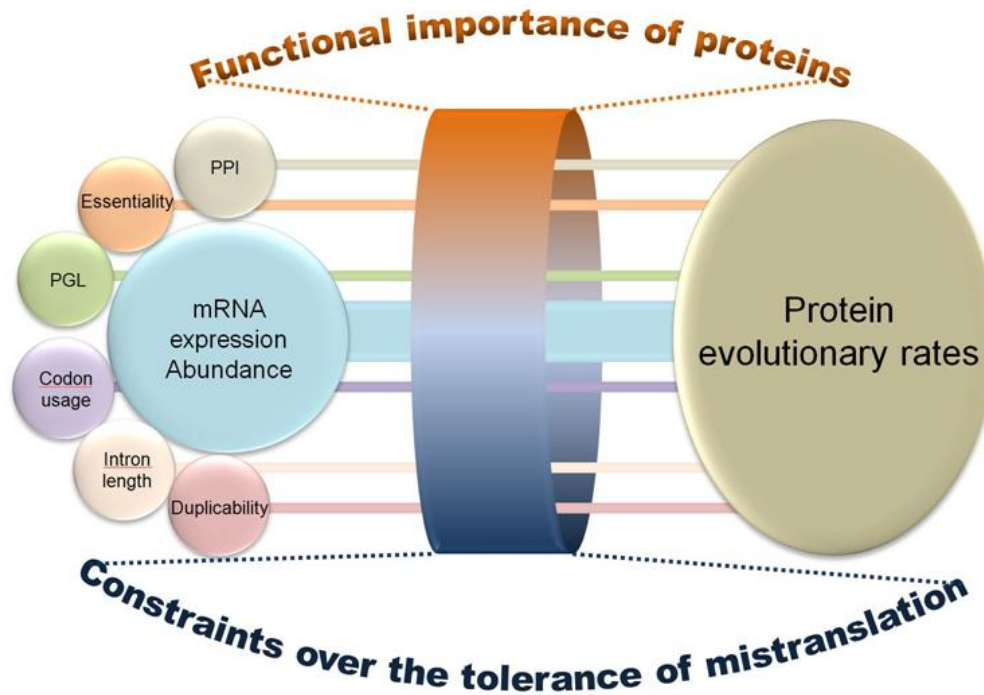 Functional importance of proteins
PPI
Essentiality
PGL
mRNA
expression
Abundance
Codon
usage
Intron
length
Duplicability
Protein
evolutionary rates
Constraints over the tolerance of mistranslation